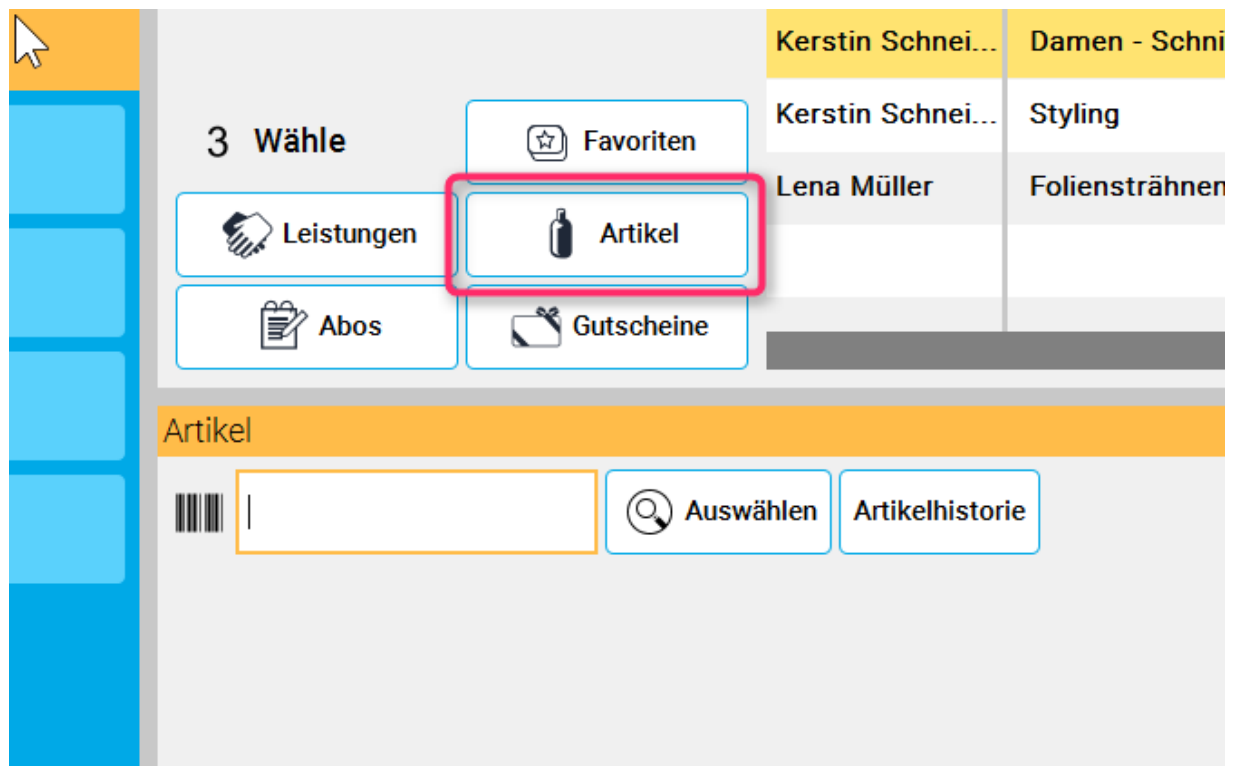 Kerstin Schnei... Damen - Schni
3 Wähle
Favoriten
Kerstin Schnei... Styling
Lena Müller Foliensträhnen
Leistungen
Artikel
Abos
Gutscheine
Artikel
Auswählen
Artikelhistorie